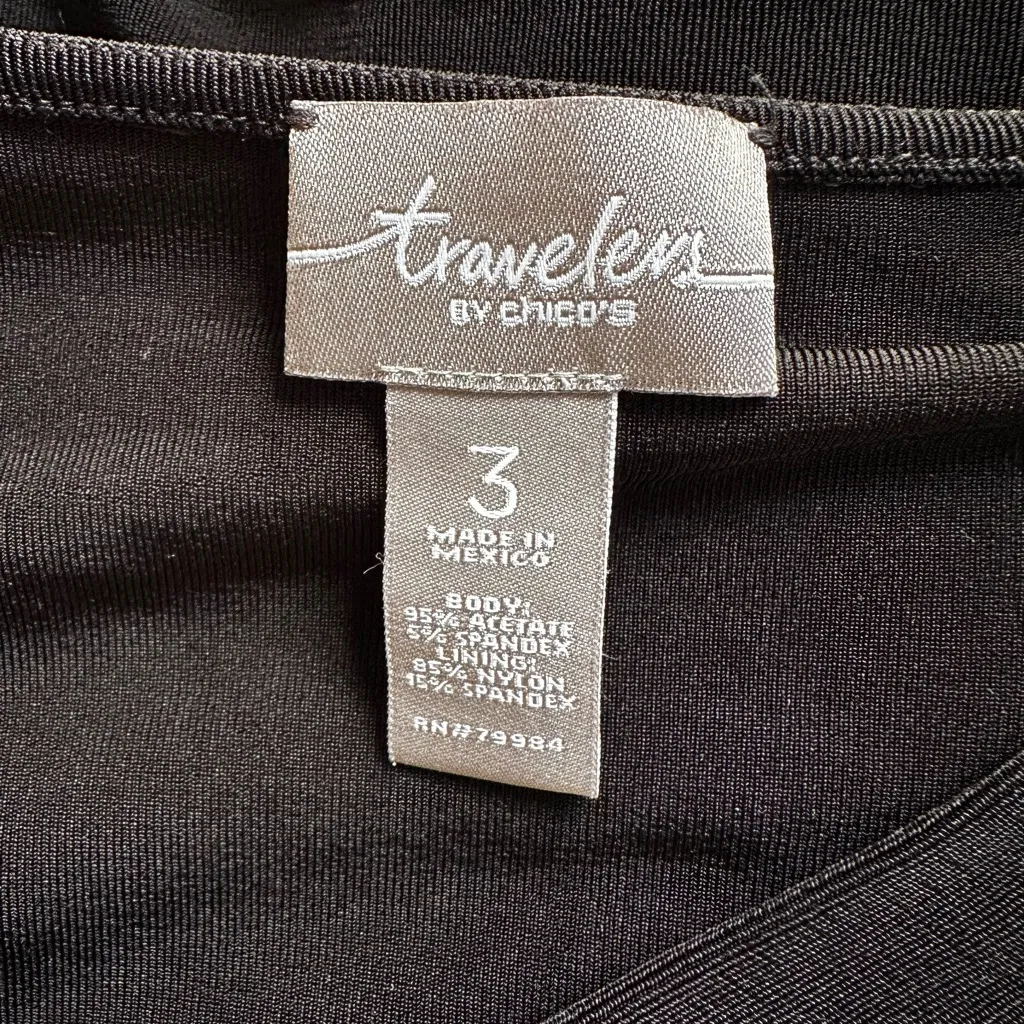 travelers
BY CHICO'S
3
MADE IN
MEXICO
BODY:
95% ACETATE
5% SPANDEX
LINING:
85% NYLON
15% SPANDEX
RN#79984